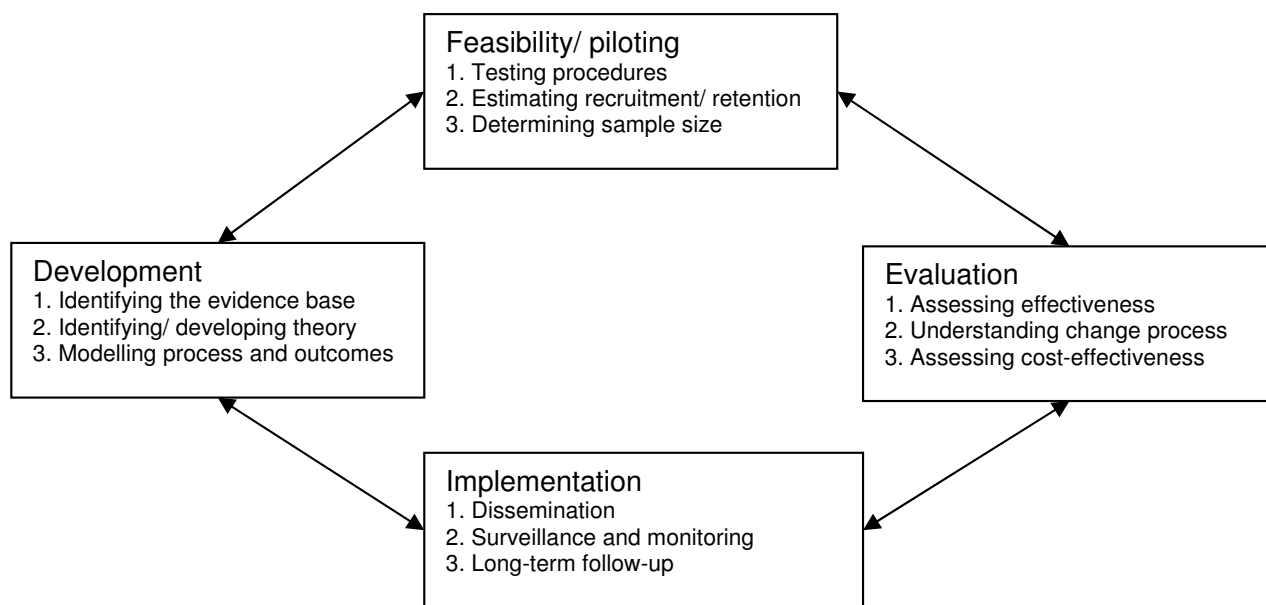 Feasibility/ piloting
1. Testing procedures
2. Estimating recruitment/ retention
3. Determining sample size
Development
1. Identifying the evidence base
2. Identifying/ developing theory
3. Modelling process and outcomes
Evaluation
1. Assessing effectiveness
2. Understanding change process
3. Assessing cost-effectiveness
Implementation
1. Dissemination
2. Surveillance and monitoring
3. Long-term follow-up